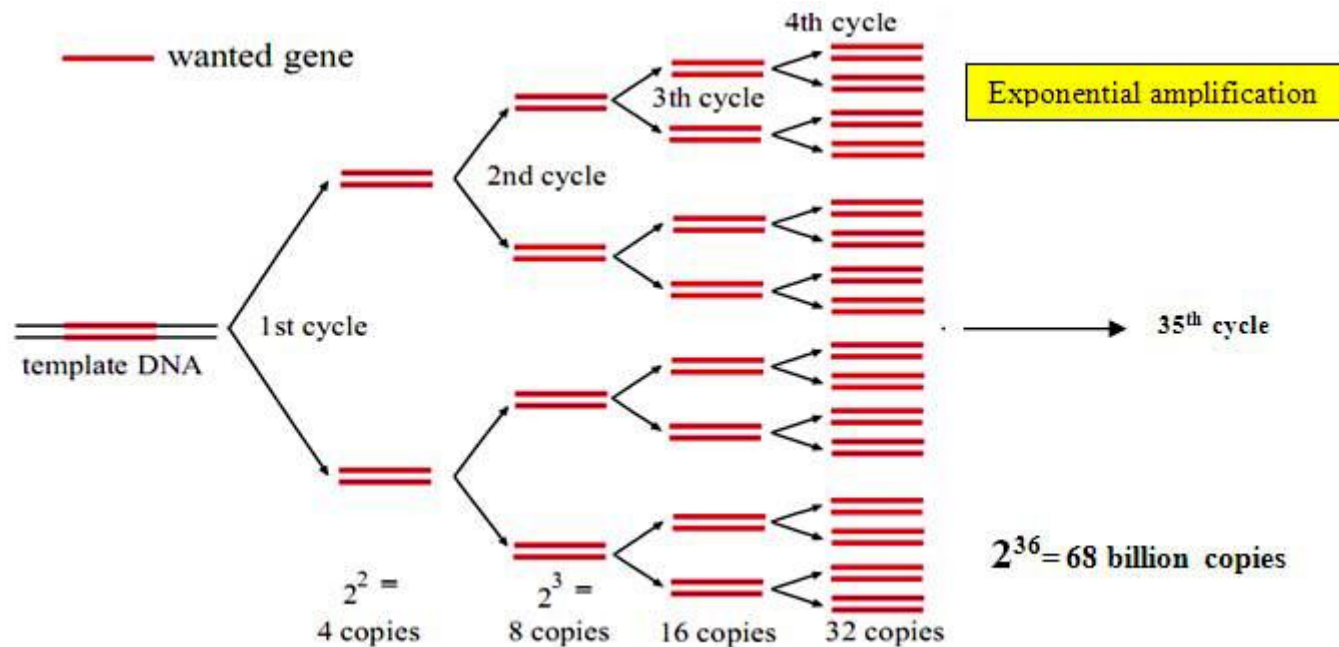 4th cycle
wanted gene
Exponential amplification
3th cycle
2nd cycle
1st cycle
35th cycle
template DNA
2^36 = 68 billion copies
2^2 =
4 copies
2^3 =
8 copies
16 copies
32 copies